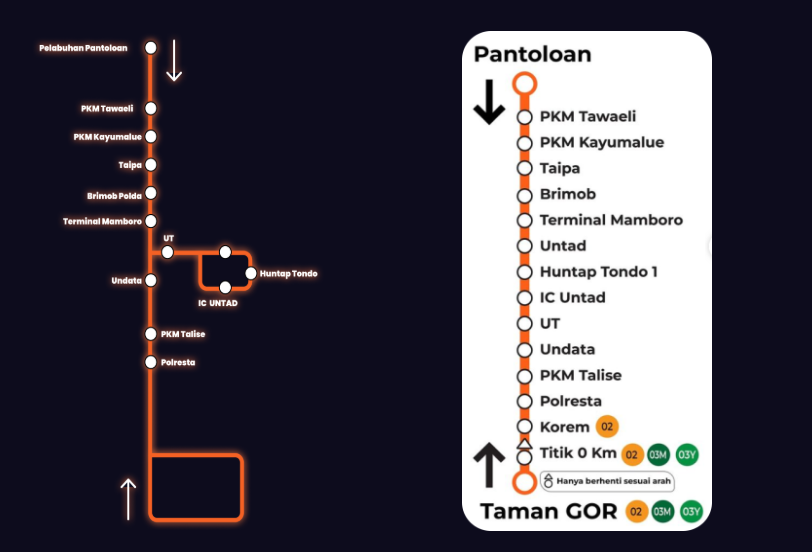 Pelabuhan Pantoloan
PKM Tawaeli
PKM Kayumalue
Taipa
Brimob Polda
Terminal Mamboro
UT
Huntap Tondo
Undata
IC UNTAD
PKM Talise
Polresta
Pantoloan
PKM Tawaeli
PKM Kayumalue
Taipa
Brimob
Terminal Mamboro
Untad
Huntap Tondo 1
IC Untad
UT
Undata
PKM Talise
Polresta
Korem 02
Titik 0 Km 02 03M 03Y
Hanya berhenti sesuai arah
Taman GOR 02 03M 03Y